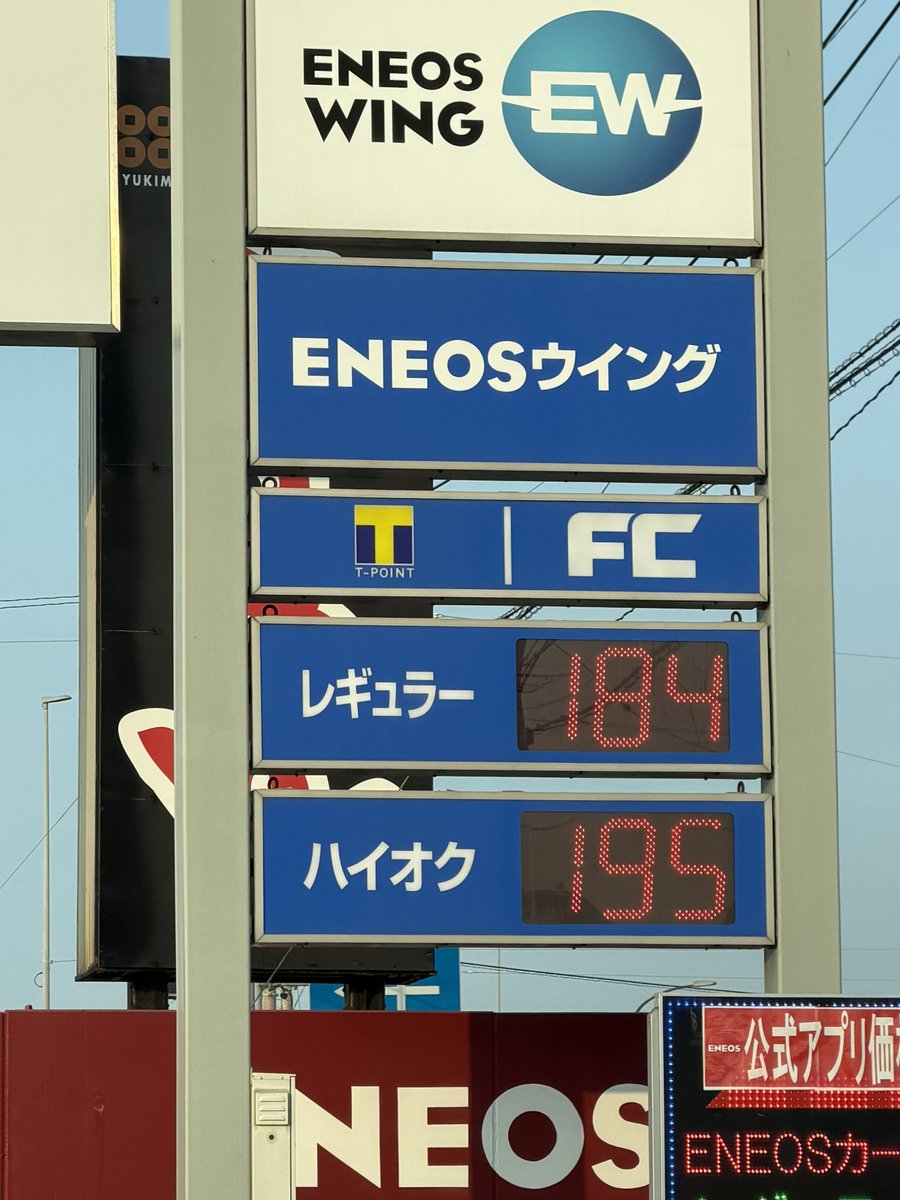 ENEOS
WING
EW
YUKIM
ENEOSウイング
T
T-POINT
FC
レギュラー 184
ハイオク 195
ENEOS
ENEOS 公式アプリ価
ENEOSカー